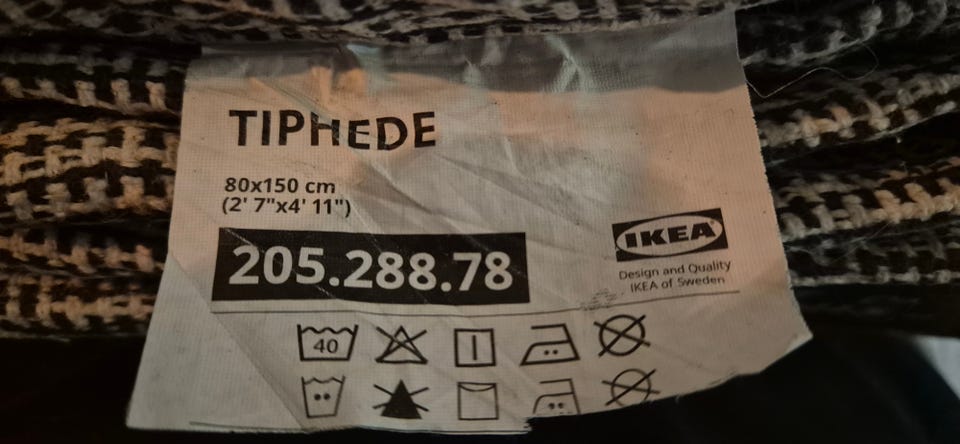 TIPHEDE
80x150 cm
(2' 7"x4' 11")
205.288.78
IKEA
Design and Quality
IKEA of Sweden
40